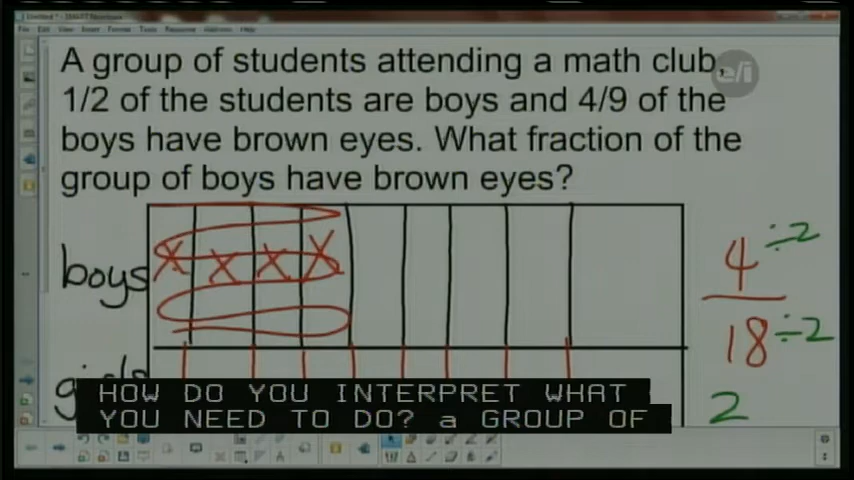 A group of students attending a math club,
1/2 of the students are boys and 4/9 of the
boys have brown eyes. What fraction of the
group of boys have brown eyes?
boys
X X X X
4 ÷2
18 ÷2
2
HOW DO YOU INTERPRET WHAT
YOU NEED TO DO? a GROUP OF